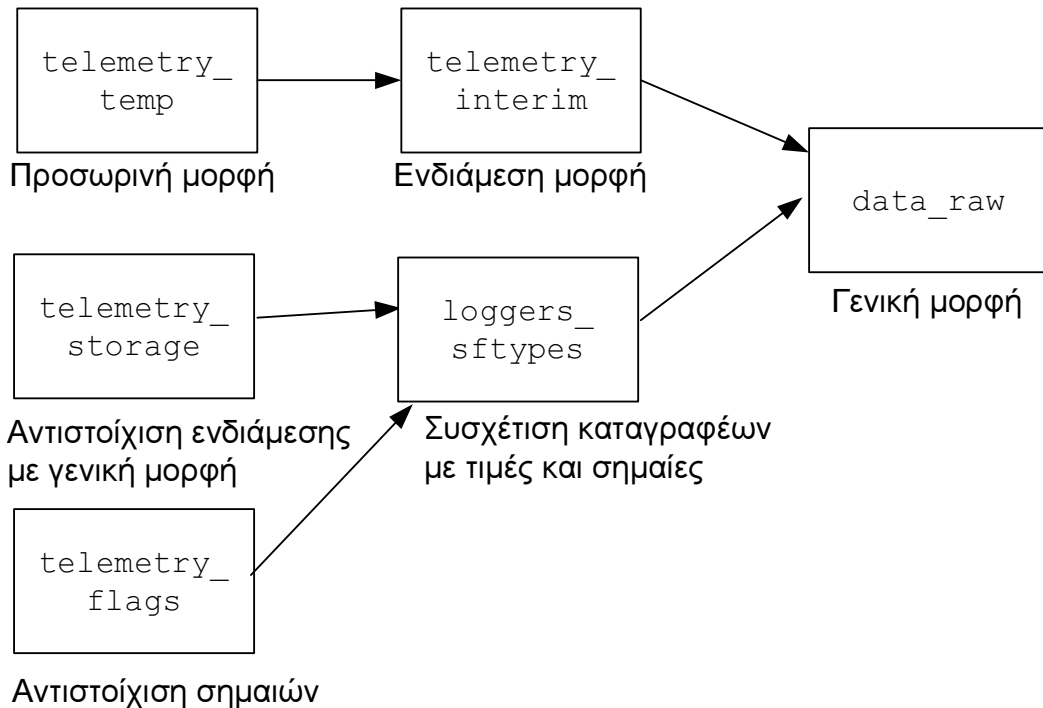 telemetry_
temp
Προσωρινή μορφή
telemetry_
interim
Ενδιάμεση μορφή
data_raw
Γενική μορφή
telemetry_
storage
Αντιστοίχιση ενδιάμεσης
με γενική μορφή
loggers_
sftypes
Συσχέτιση καταγραφέων
με τιμές και σημαίες
telemetry_
flags
Αντιστοίχιση σημαιών